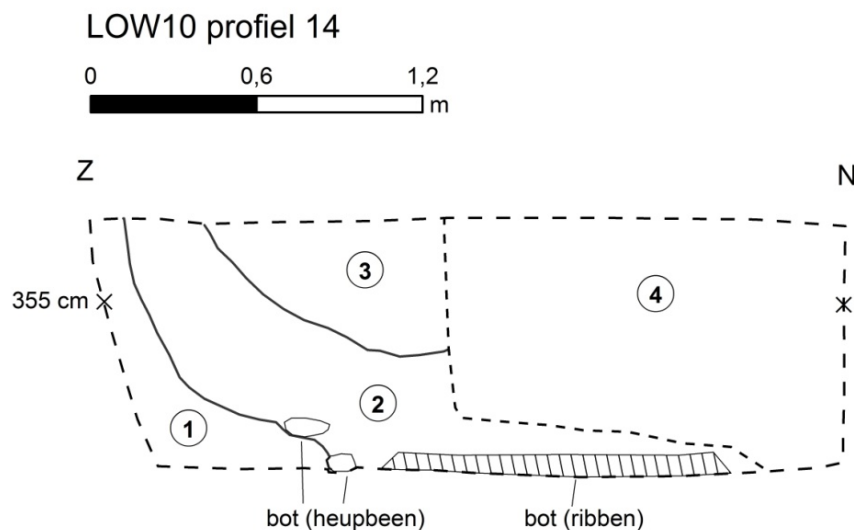 LOW10 profiel 14
0 0,6 1,2
m
Z N
3
4
355 cm
2
1
bot (heupbeen) bot (ribben)